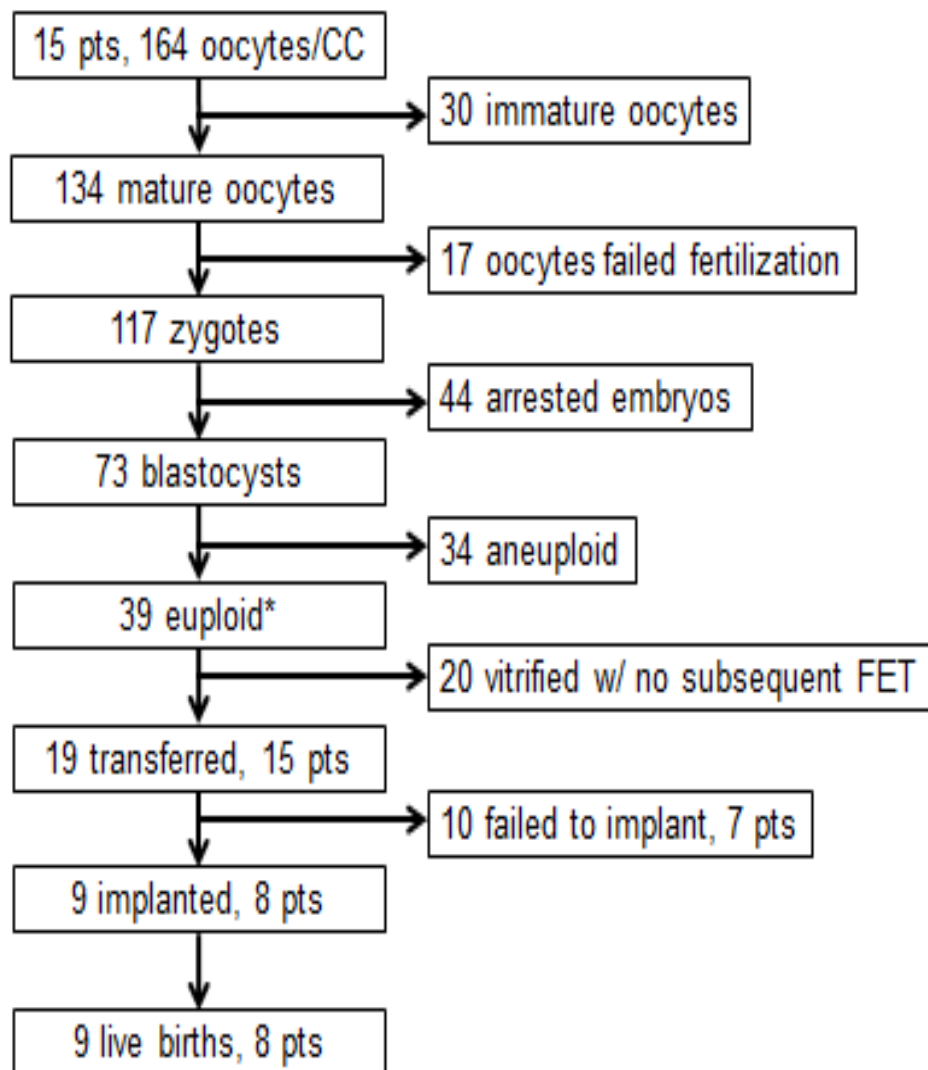 15 pts, 164 oocytes/CC
30 immature oocytes
134 mature oocytes
17 oocytes failed fertilization
117 zygotes
44 arrested embryos
73 blastocysts
34 aneuploid
39 euploid*
20 vitrified w/ no subsequent FET
19 transferred, 15 pts
10 failed to implant, 7 pts
9 implanted, 8 pts
9 live births, 8 pts